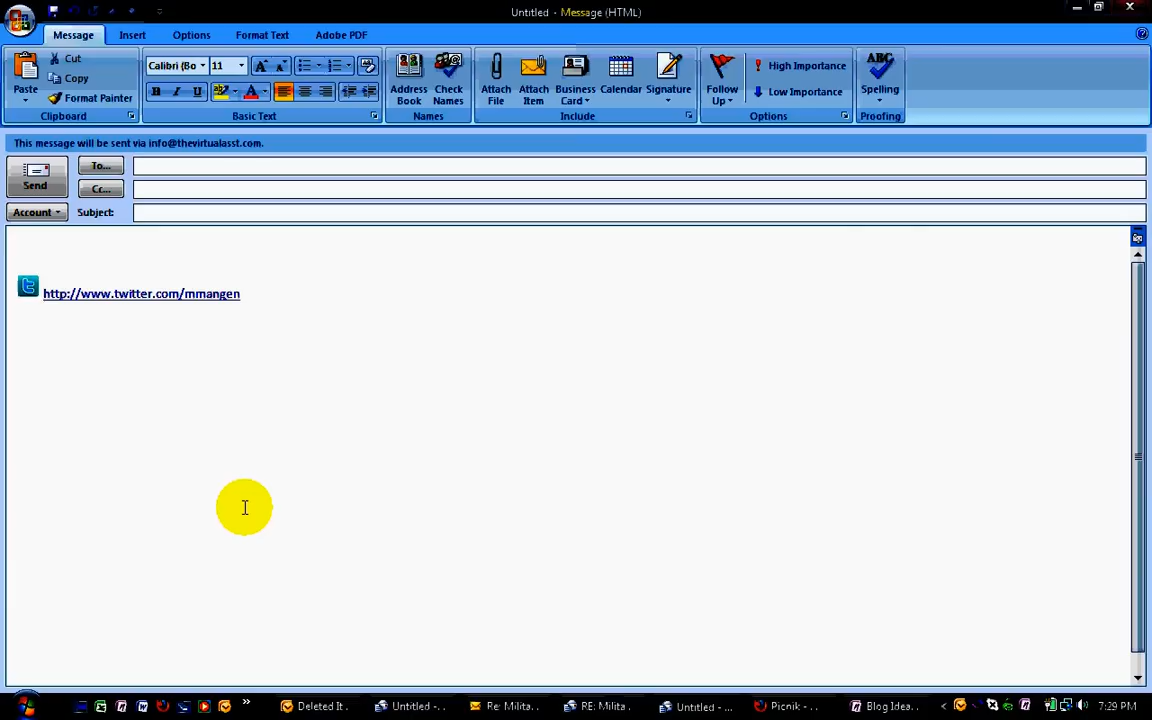 Untitled - Message (HTML)
Message Insert Options Format Text Adobe PDF
Cut
Copy
Format Painter
Paste
Clipboard
Calibri (Bo 11
Basic Text
Address Book
Check Names
Names
Attach File
Attach Item
Business Card
Calendar
Signature
Include
Follow Up
High Importance
Low Importance
Options
ABC
Spelling
Proofing
This message will be sent via info@thevirtualasst.com.
Send
To...
Cc...
Account
Subject:
http://www.twitter.com/mmangen
Deleted It... Untitled -... Re: Milita... RE: Milita... Untitled - ... Picnik - ... Blog Idea... 7:29 PM